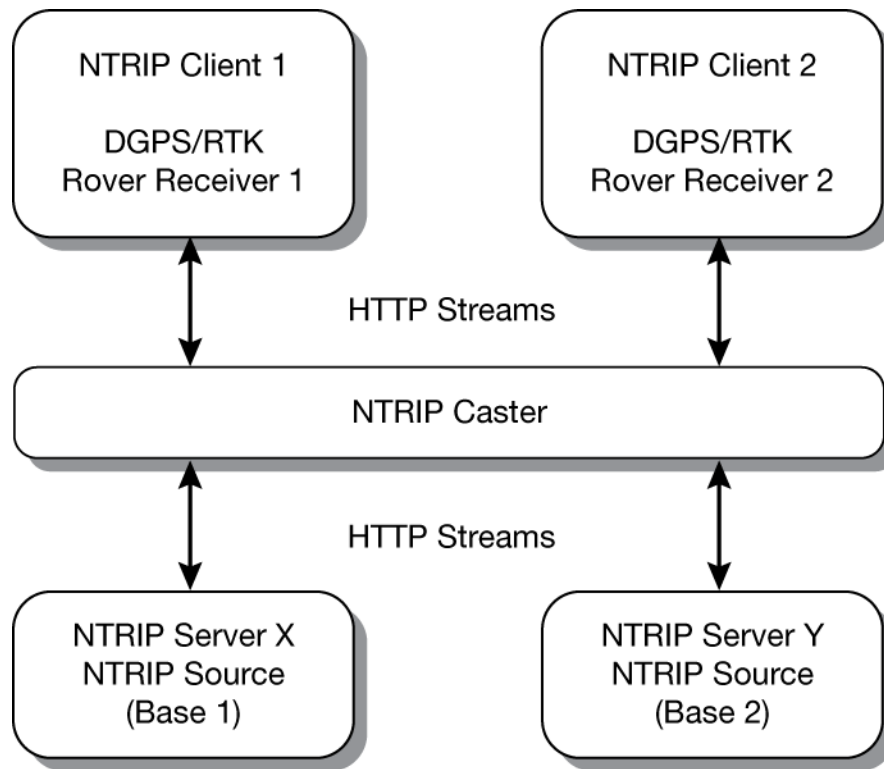 NTRIP Client 1
DGPS/RTK
Rover Receiver 1
NTRIP Client 2
DGPS/RTK
Rover Receiver 2
HTTP Streams
NTRIP Caster
HTTP Streams
NTRIP Server X
NTRIP Source
(Base 1)
NTRIP Server Y
NTRIP Source
(Base 2)